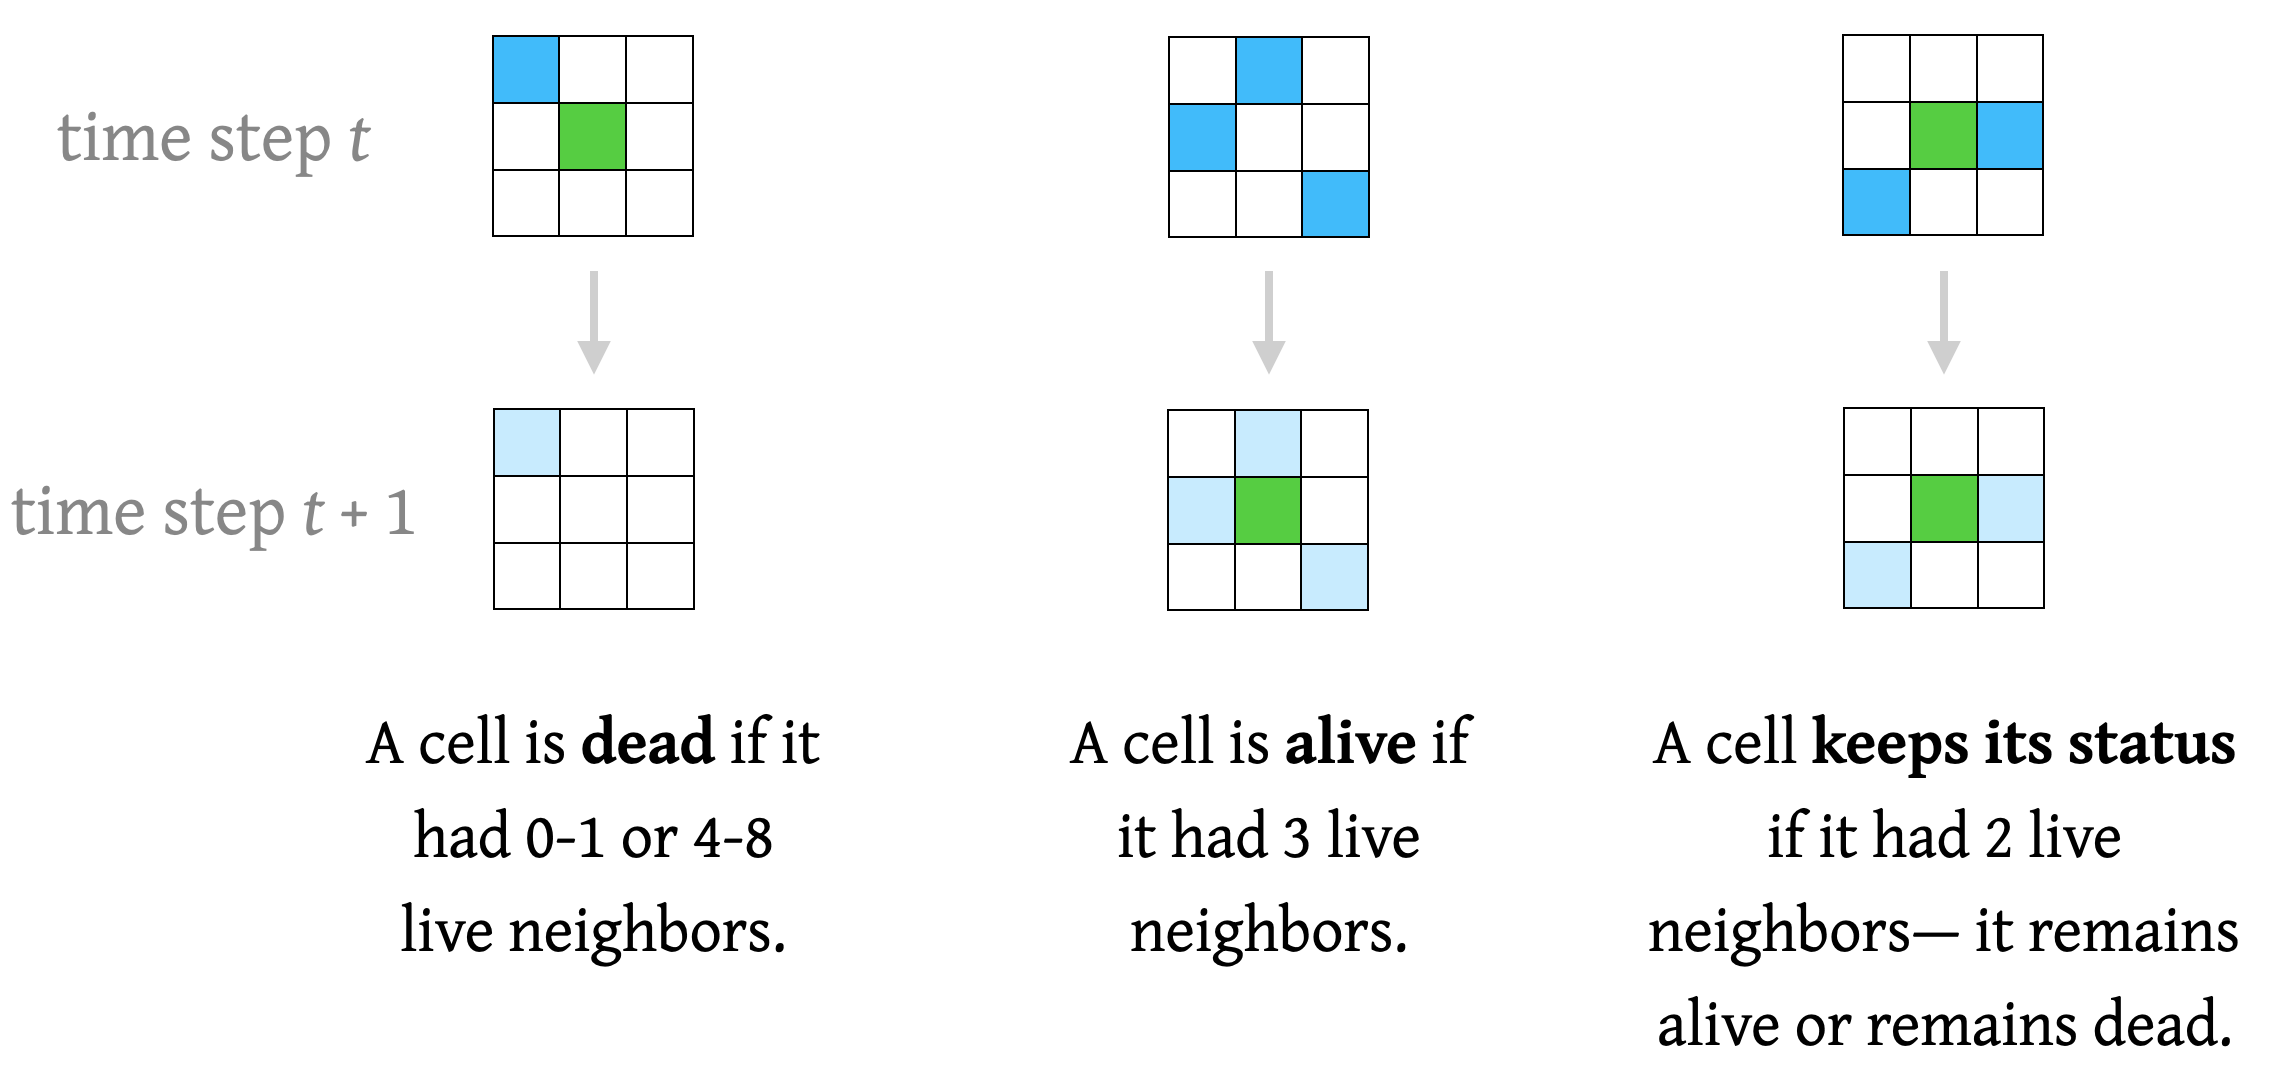 time step t
time step t + 1
A cell is dead if it
had 0-1 or 4-8
live neighbors.
A cell is alive if
it had 3 live
neighbors.
A cell keeps its status
if it had 2 live
neighbors— it remains
alive or remains dead.